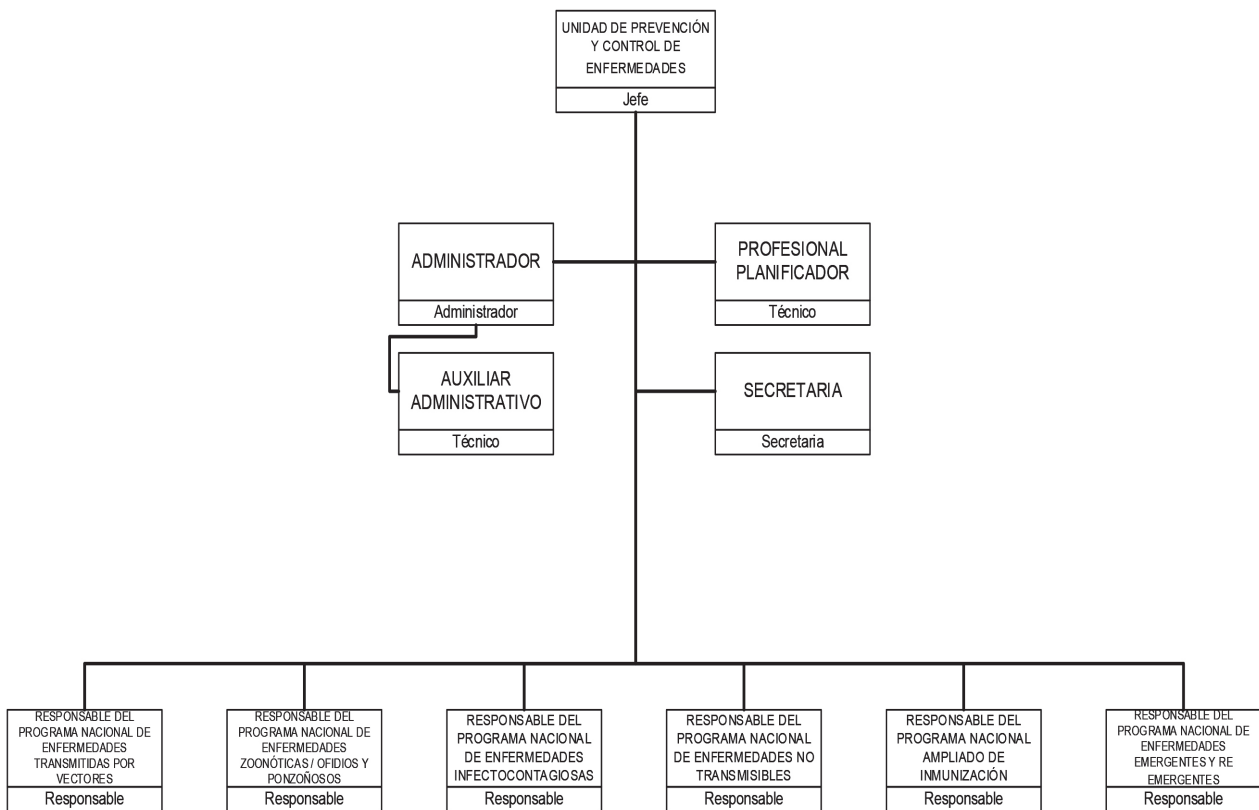 UNIDAD DE PREVENCIÓN
Y CONTROL DE
ENFERMEDADES
Jefe
ADMINISTRADOR
Administrador
PROFESIONAL
PLANIFICADOR
Técnico
AUXILIAR
ADMINISTRATIVO
Técnico
SECRETARIA
Secretaria
RESPONSABLE DEL
PROGRAMA NACIONAL DE
ENFERMEDADES
TRANSMITIDAS POR
VECTORES
Responsable
RESPONSABLE DEL
PROGRAMA NACIONAL DE
ENFERMEDADES
ZOONÓTICAS / OFIDIOS Y
PONZOÑOSOS
Responsable
RESPONSABLE DEL
PROGRAMA NACIONAL
DE ENFERMEDADES
INFECTOCONTAGIOSAS
Responsable
RESPONSABLE DEL
PROGRAMA NACIONAL
DE ENFERMEDADES NO
TRANSMISIBLES
Responsable
RESPONSABLE DEL
PROGRAMA NACIONAL
AMPLIADO DE
INMUNIZACIÓN
Responsable
RESPONSABLE DEL
PROGRAMA NACIONAL DE
ENFERMEDADES
EMERGENTES Y RE
EMERGENTES
Responsable